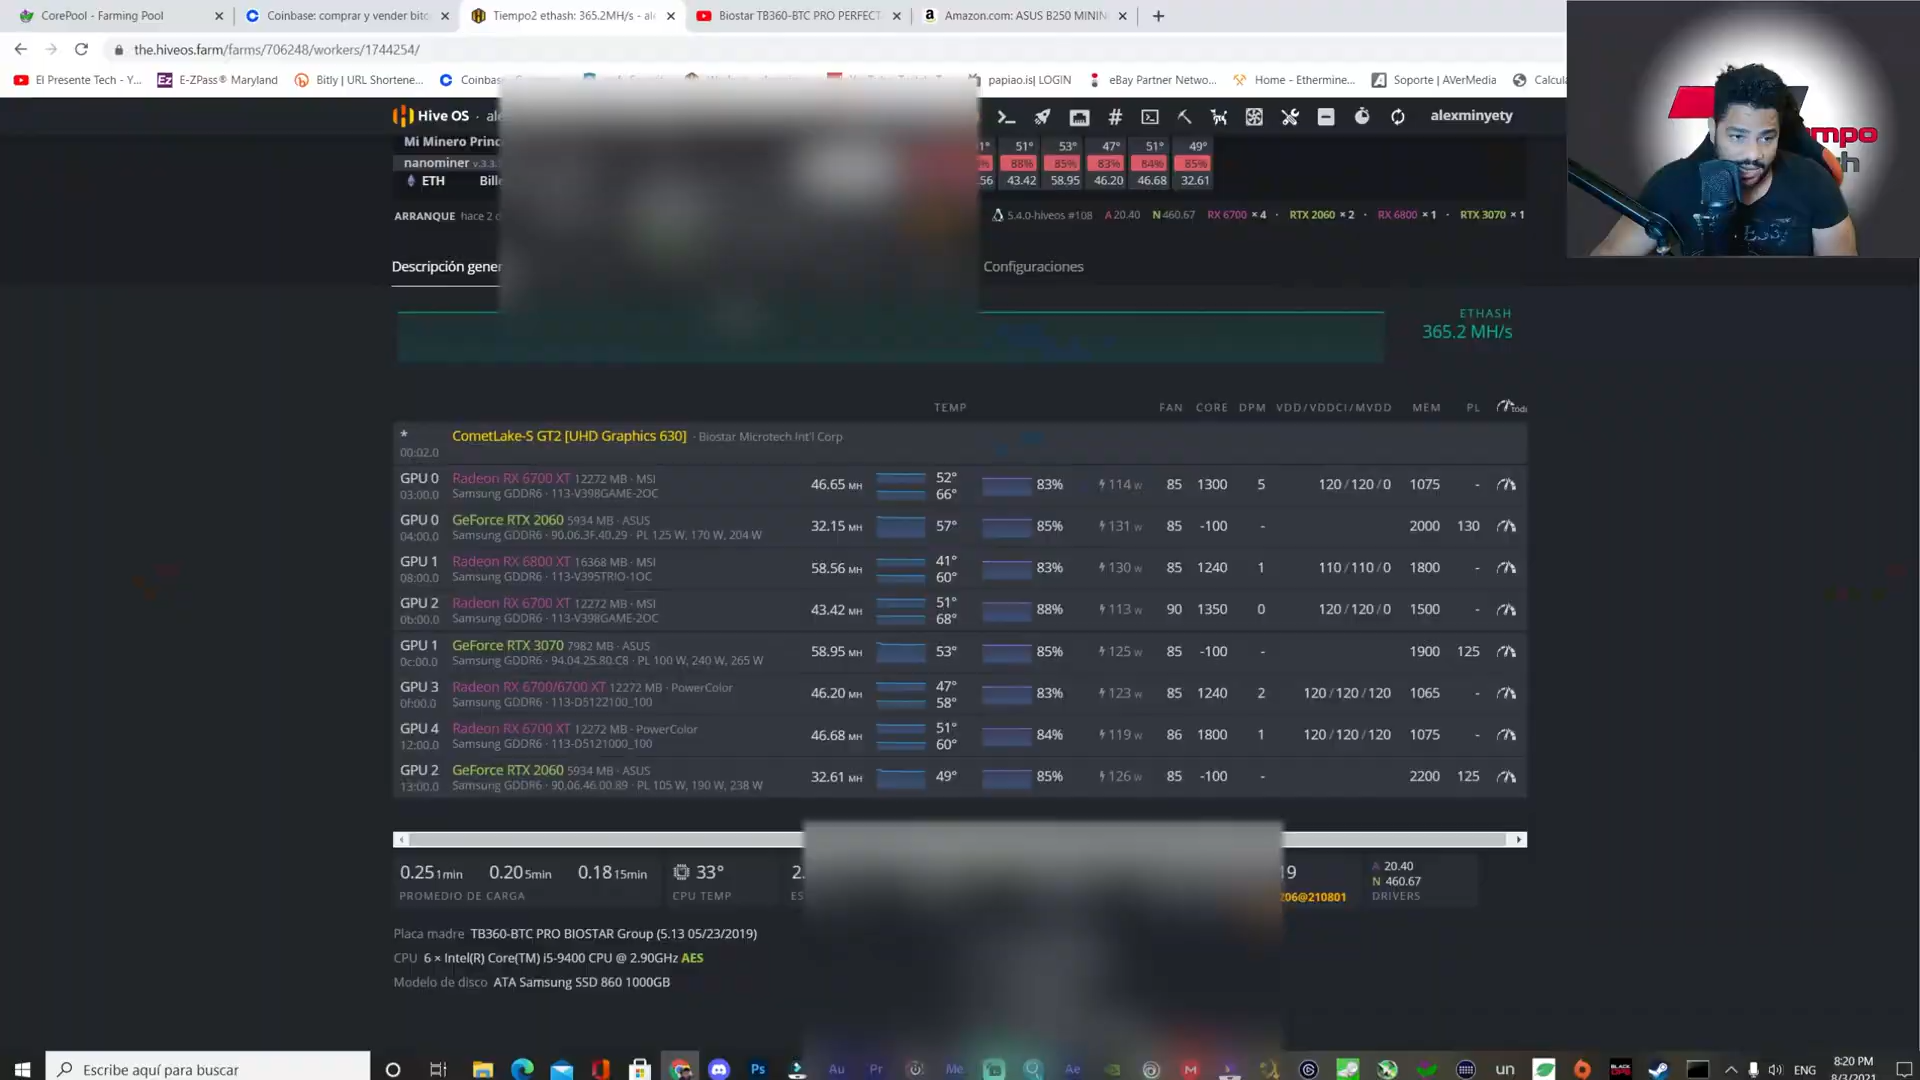 CorePool - Farming Pool
Coinbase: comprar y vender bitc
Tiempo2 ethash: 365.2MH/s - al
Biostar TB360-BTC PRO PERFECT
Amazon.com: ASUS B250 MININ
the.hiveos.farm/farms/706248/workers/1744254/
El Presente Tech - Y...
E-ZPass® Maryland
Bitly | URL Shortene...
papiao.is| LOGIN
eBay Partner Netwo...
Home - Ethermine...
Soporte | AVerMedia
Calcula
Hive OS
alexminyety
Mi Minero Princ
nanominer v.3.3.
ETH Bille
51° 53° 47° 51° 49°
88% 85% 83% 84% 85%
.56 43.42 58.95 46.20 46.68 32.61
ARRANQUE hace 2 d
5.4.0-hiveos #108 A 20.40 N 460.67 RX 6700 × 4 · RTX 2060 × 2 · RX 6800 × 1 · RTX 3070 × 1
Descripción gener
Configuraciones
ETHASH
365.2 MH/s
TEMP FAN CORE DPM VDD/VDDCI/MVDD MEM PL todo
* CometLake-S GT2 [UHD Graphics 630] · Biostar Microtech Int'l Corp
00:02.0
GPU 0 Radeon RX 6700 XT 12272 MB · MSI 46.65 MH 52° 83% 114 W 85 1300 5 120/120/0 1075 -
03:00.0 Samsung GDDR6 · 113-V398GAME-2OC 66°
GPU 0 GeForce RTX 2060 5934 MB · ASUS 32.15 MH 57° 85% 131 W 85 -100 - 2000 130
04:00.0 Samsung GDDR6 · 90.06.3F.40.29 · PL 125 W, 170 W, 204 W
GPU 1 Radeon RX 6800 XT 16368 MB · MSI 58.56 MH 41° 83% 130 W 85 1240 1 110/110/0 1800 -
08:00.0 Samsung GDDR6 · 113-V395TRIO-1OC 60°
GPU 2 Radeon RX 6700 XT 12272 MB · MSI 43.42 MH 51° 88% 113 W 90 1350 0 120/120/0 1500 -
0b:00.0 Samsung GDDR6 · 113-V398GAME-2OC 68°
GPU 1 GeForce RTX 3070 7982 MB · ASUS 58.95 MH 53° 85% 125 W 85 -100 - 1900 125
0c:00.0 Samsung GDDR6 · 94.04.25.80.C8 · PL 100 W, 240 W, 265 W
GPU 3 Radeon RX 6700/6700 XT 12272 MB · PowerColor 46.20 MH 47° 83% 123 W 85 1240 2 120/120/120 1065 -
0f:00.0 Samsung GDDR6 · 113-D5122100_100 58°
GPU 4 Radeon RX 6700 XT 12272 MB · PowerColor 46.68 MH 51° 84% 119 W 86 1800 1 120/120/120 1075 -
12:00.0 Samsung GDDR6 · 113-D5121000_100 60°
GPU 2 GeForce RTX 2060 5934 MB · ASUS 32.61 MH 49° 85% 126 W 85 -100 - 2200 125
13:00.0 Samsung GDDR6 · 90.06.46.00.89 · PL 105 W, 190 W, 238 W
0.25 1min 0.20 5min 0.18 15min 33° 2. 19 A 20.40
N 460.67
PROMEDIO DE CARGA CPU TEMP ES 206@210801 DRIVERS
Placa madre TB360-BTC PRO BIOSTAR Group (5.13 05/23/2019)
CPU 6 × Intel(R) Core(TM) i5-9400 CPU @ 2.90GHz AES
Modelo de disco ATA Samsung SSD 860 1000GB
Escribe aquí para buscar
ENG
8:20 PM
8/3/2021